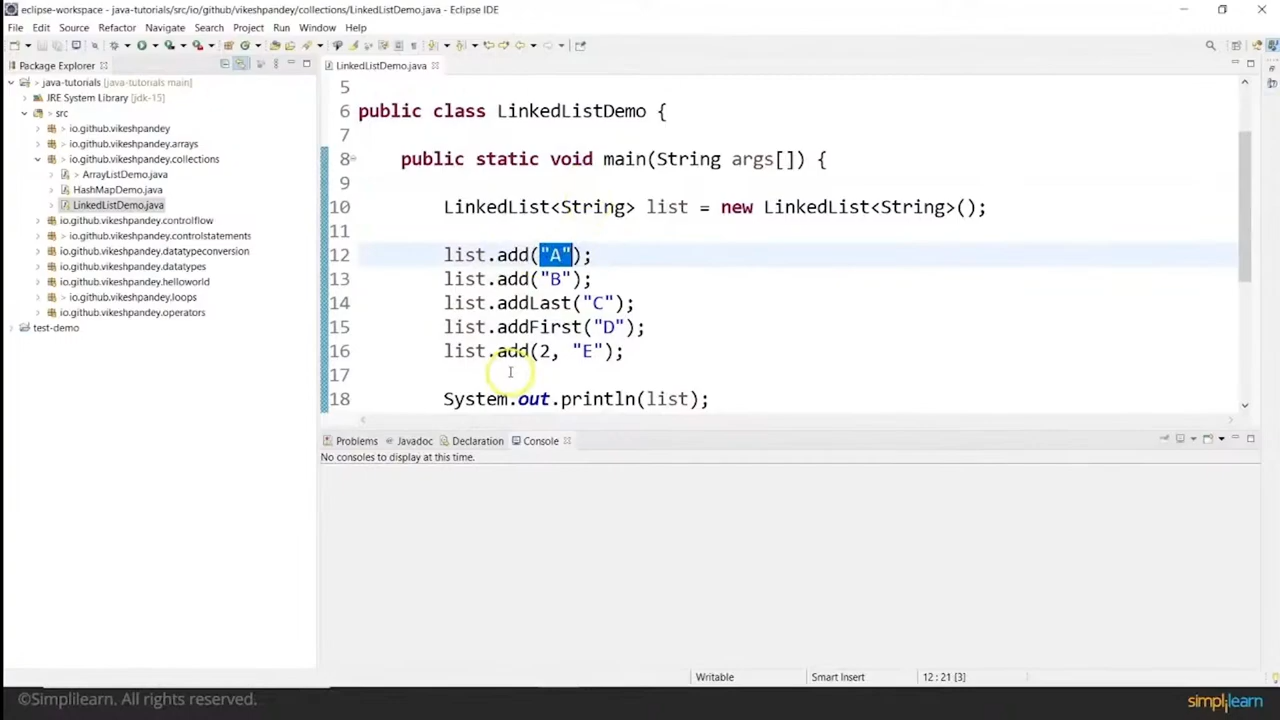 eclipse-workspace - java-tutorials/src/io/github/vikeshpandey/collections/LinkedListDemo.java - Eclipse IDE
File Edit Source Refactor Navigate Search Project Run Window Help
Package Explorer
java-tutorials [java-tutorials main]
JRE System Library [jdk-15]
> src
> io.github.vikeshpandey
> io.github.vikeshpandey.arrays
> io.github.vikeshpandey.collections
> ArrayListDemo.java
HashMapDemo.java
LinkedListDemo.java
io.github.vikeshpandey.controlflow
> io.github.vikeshpandey.controlstatements
io.github.vikeshpandey.datatypeconversion
io.github.vikeshpandey.datatypes
io.github.vikeshpandey.helloworld
> io.github.vikeshpandey.loops
io.github.vikeshpandey.operators
test-demo
LinkedListDemo.java
5
6 public class LinkedListDemo {
7
8 public static void main(String args[]) {
9
10 LinkedList<String> list = new LinkedList<String>();
11
12 list.add("A");
13 list.add("B");
14 list.addLast("C");
15 list.addFirst("D");
16 list.add(2, "E");
17
18 System.out.println(list);
Problems Javadoc Declaration Console
No consoles to display at this time.
Writable Smart Insert 12 : 21 [3]
©Simplilearn. All rights reserved.
simplilearn